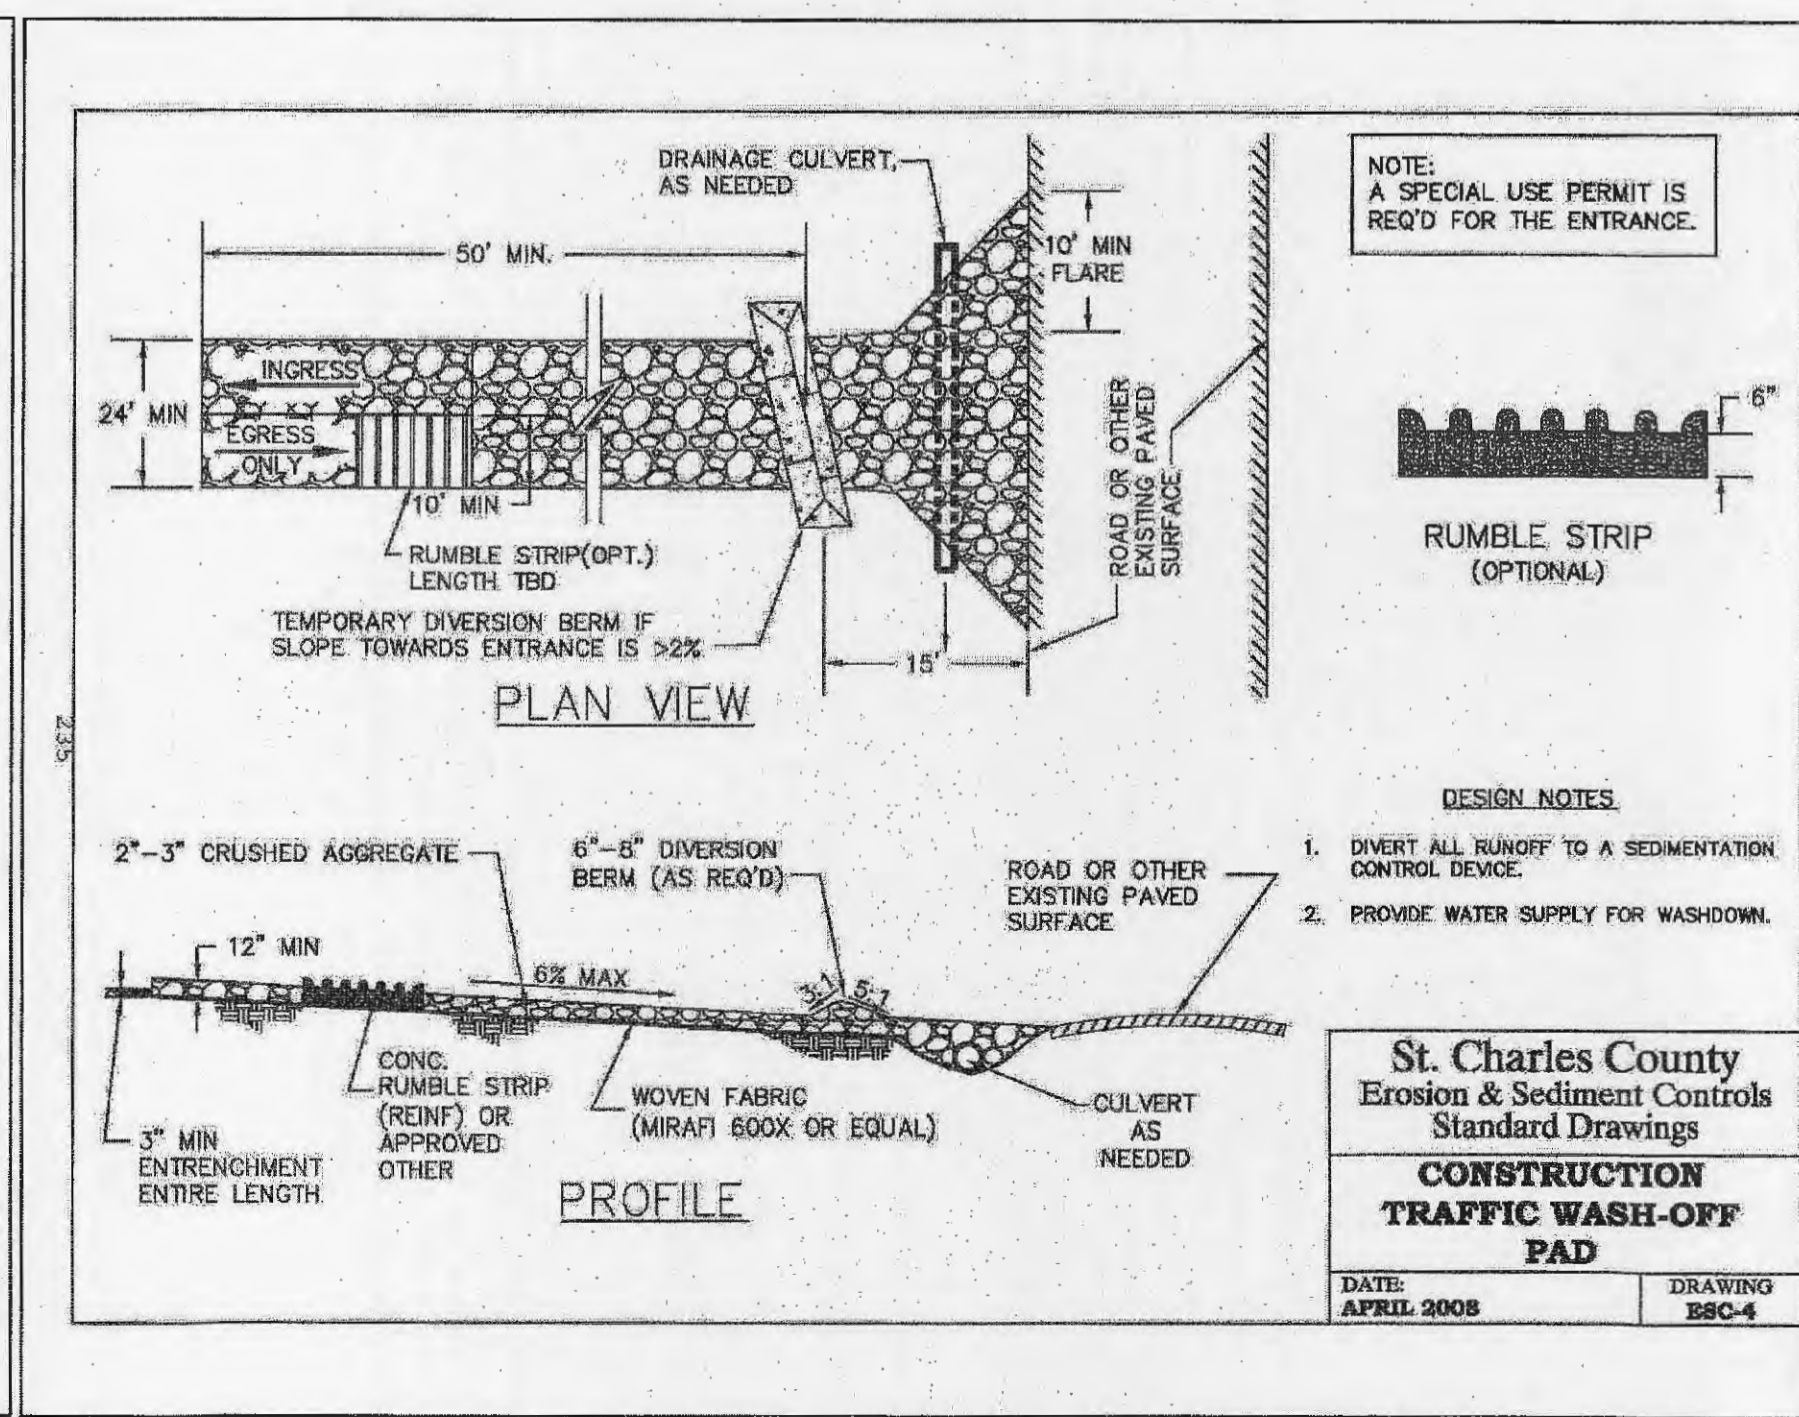 DRAINAGE CULVERT,
AS NEEDED
50' MIN.
10' MIN
FLARE
NOTE:
A SPECIAL USE PERMIT IS
REQ'D FOR THE ENTRANCE.
24' MIN
INGRESS
EGRESS
ONLY
10' MIN
RUMBLE STRIP(OPT.)
LENGTH TBD
TEMPORARY DIVERSION BERM IF
SLOPE TOWARDS ENTRANCE IS >2%
15'
ROAD OR OTHER
EXISTING PAVED
SURFACE
6"
RUMBLE STRIP
(OPTIONAL)
PLAN VIEW
235
DESIGN NOTES
1. DIVERT ALL RUNOFF TO A SEDIMENTATION
CONTROL DEVICE.
2. PROVIDE WATER SUPPLY FOR WASHDOWN.
2"-3" CRUSHED AGGREGATE
6"-8" DIVERSION
BERM (AS REQ'D)
ROAD OR OTHER
EXISTING PAVED
SURFACE
12" MIN
6% MAX
3:1
5:1
3" MIN
ENTRENCHMENT
ENTIRE LENGTH
CONC.
RUMBLE STRIP
(REINF) OR
APPROVED
OTHER
WOVEN FABRIC
(MIRAFI 600X OR EQUAL)
CULVERT
AS
NEEDED
PROFILE
St. Charles County
Erosion & Sediment Controls
Standard Drawings
CONSTRUCTION
TRAFFIC WASH-OFF
PAD
DATE:
APRIL 2008
DRAWING
ESC-4